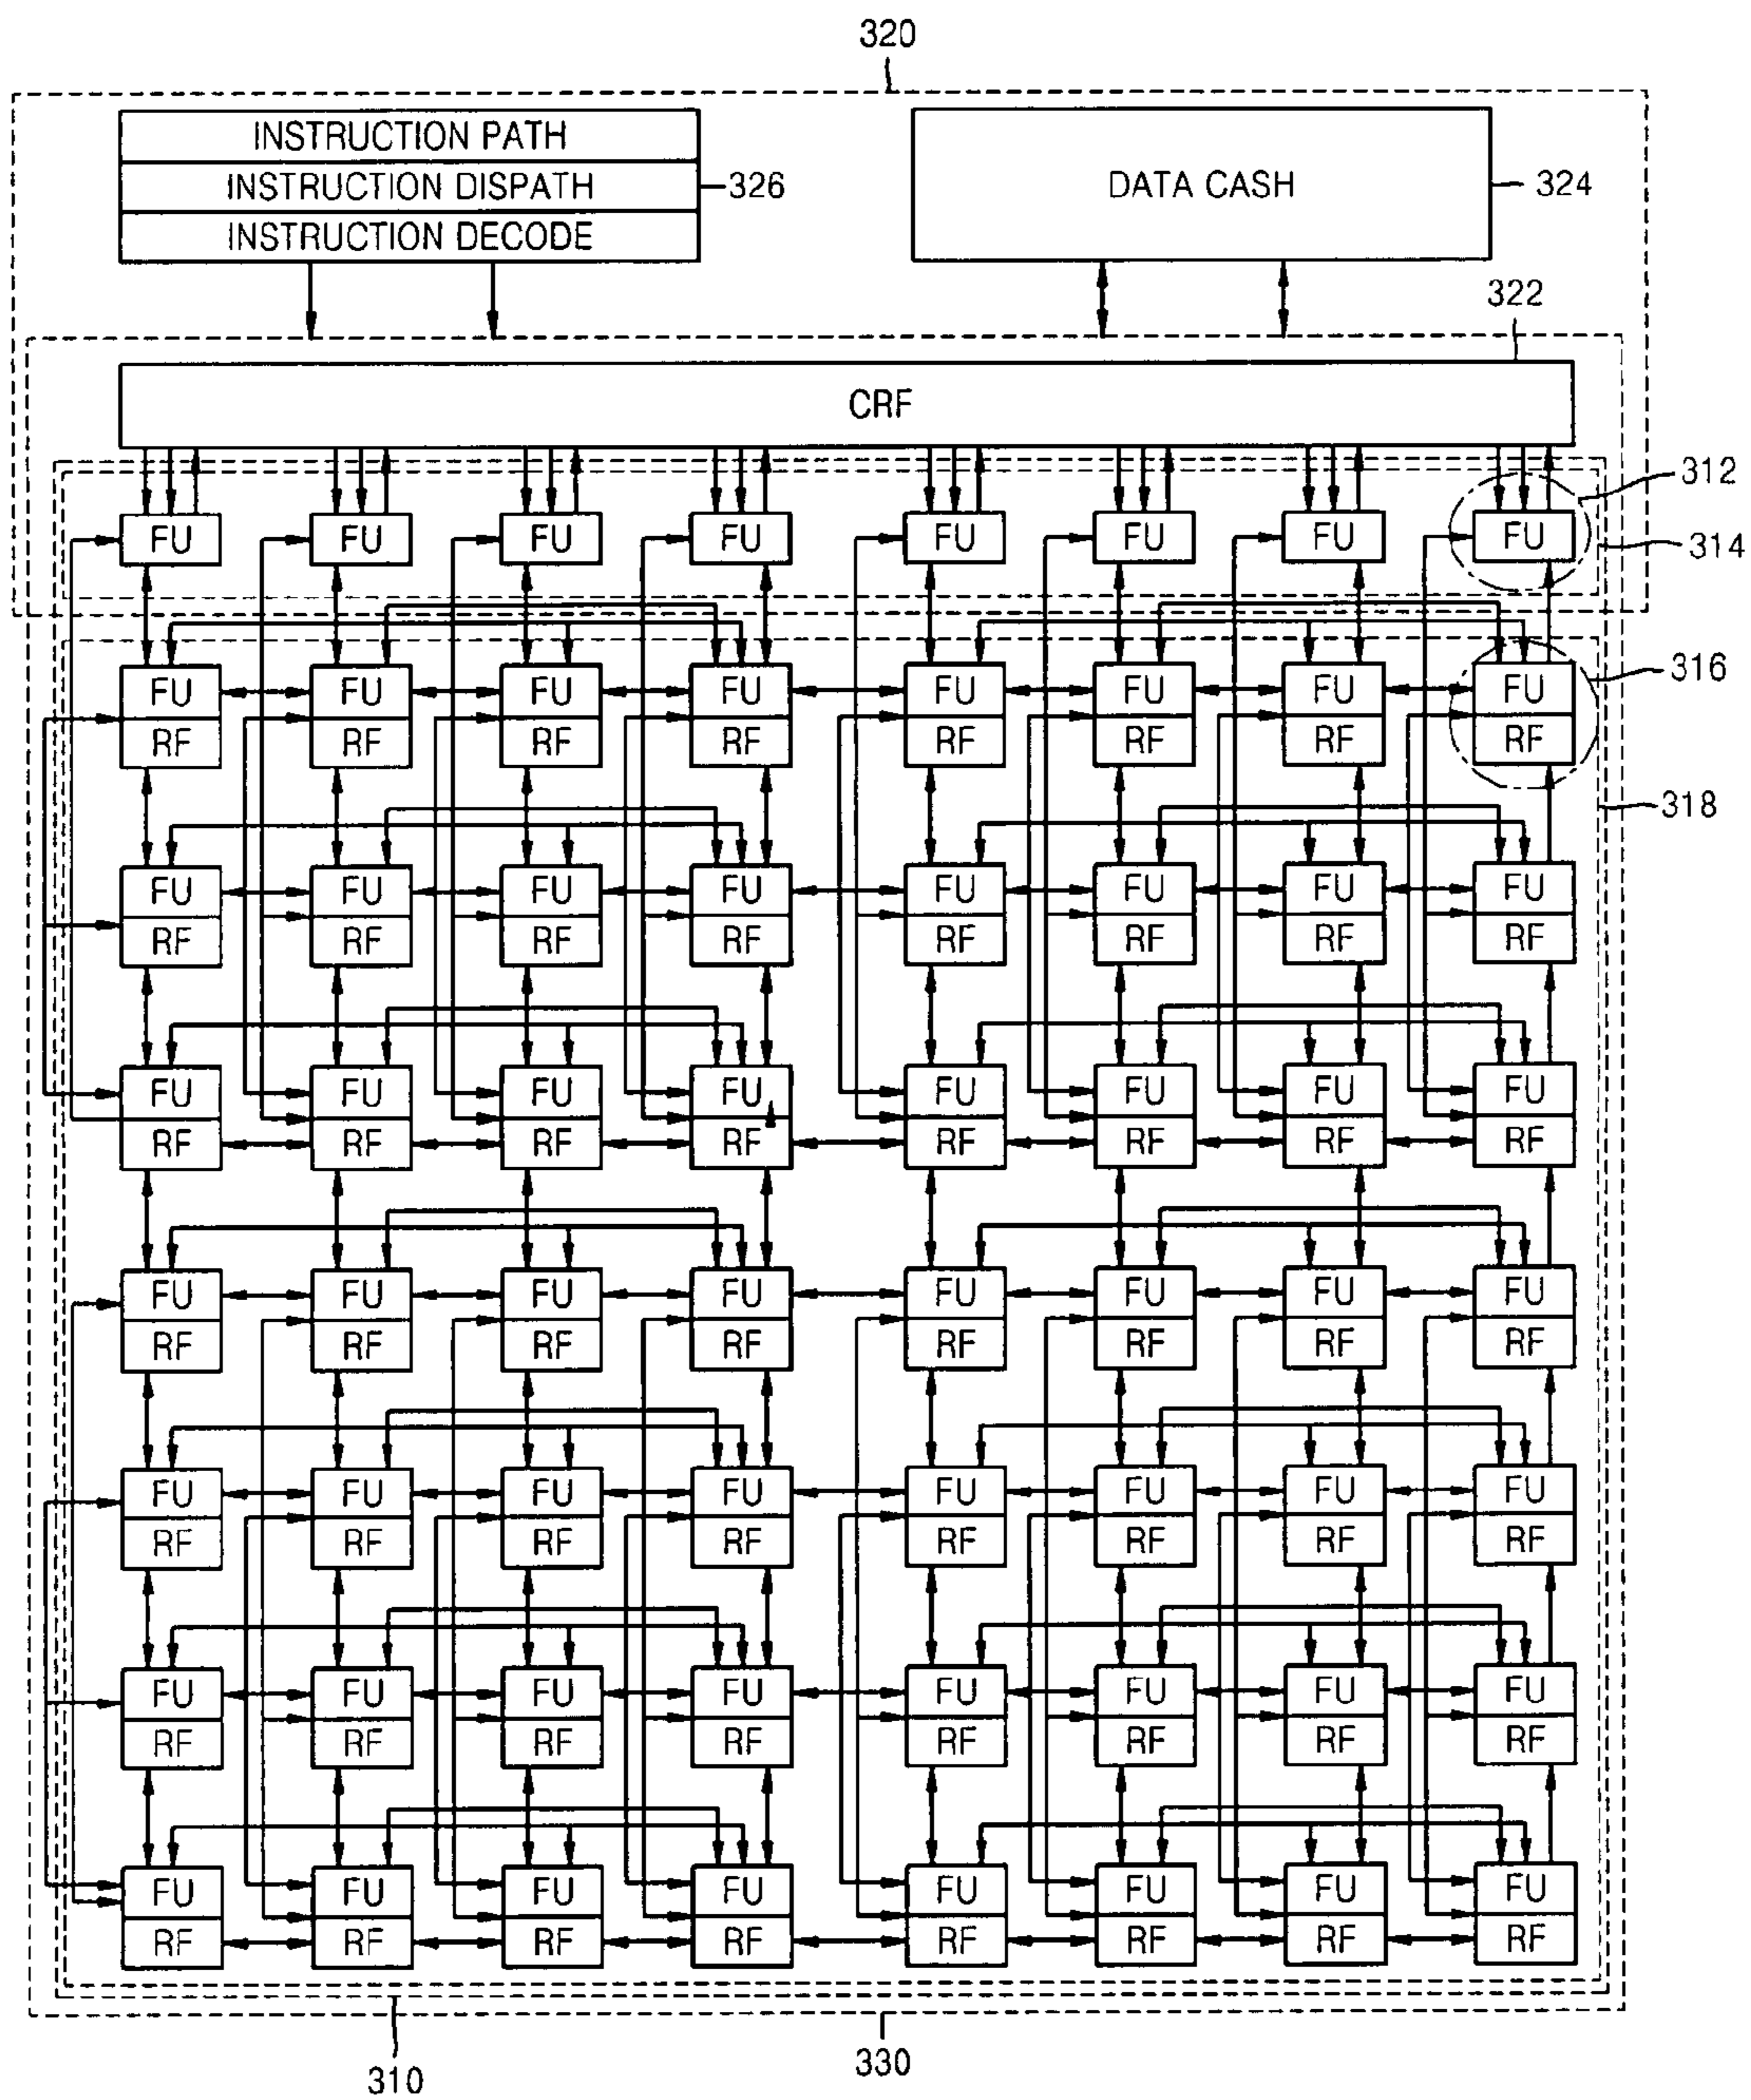 320
INSTRUCTION PATH
INSTRUCTION DISPATH
INSTRUCTION DECODE
326
DATA CASH
324
322
CRF
312
FU FU FU FU FU FU FU FU
314
316
FU FU FU FU FU FU FU FU
RF RF RF RF RF RF RF RF
318
FU FU FU FU FU FU FU FU
RF RF RF RF RF RF RF RF
FU FU FU FU FU FU FU FU
RF RF RF RF RF RF RF RF
FU FU FU FU FU FU FU FU
RF RF RF RF RF RF RF RF
FU FU FU FU FU FU FU FU
RF RF RF RF RF RF RF RF
FU FU FU FU FU FU FU FU
RF RF RF RF RF RF RF RF
FU FU FU FU FU FU FU FU
RF RF RF RF RF RF RF RF
310
330